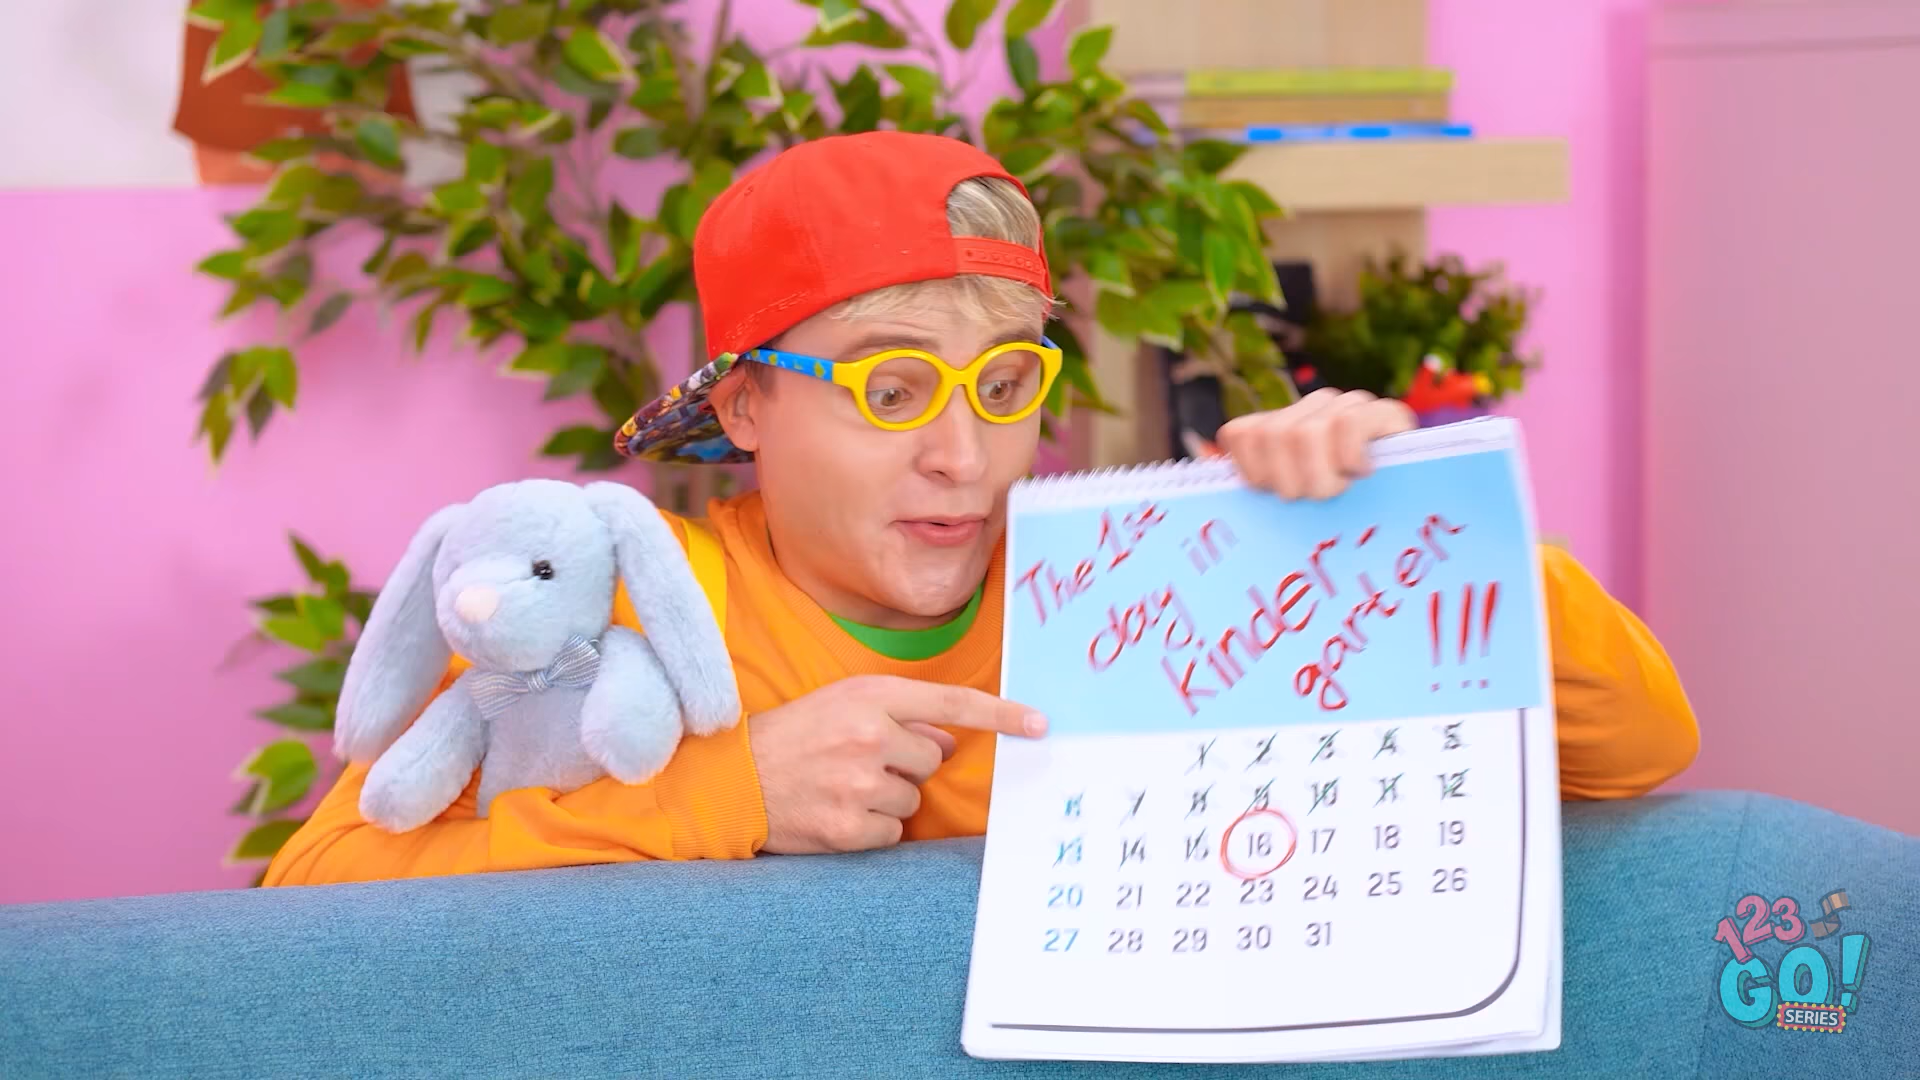 The 1st
day in
kinder-
garten
!!!
1 2 3 4 5
6 7 8 9 10 11 12
13 14 15 16 17 18 19
20 21 22 23 24 25 26
27 28 29 30 31
123
GO!
SERIES